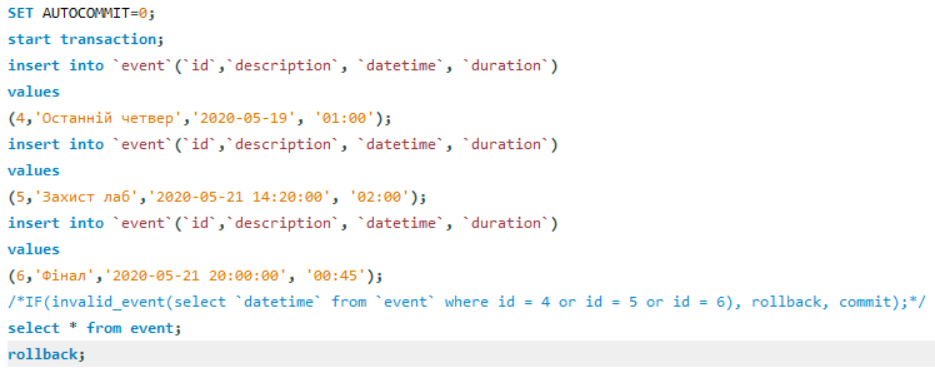 SET AUTOCOMMIT=0;
start transaction;
insert into `event`(`id`,`description`, `datetime`, `duration`)
values
(4,'Останній четвер','2020-05-19', '01:00');
insert into `event`(`id`,`description`, `datetime`, `duration`)
values
(5,'Захист лаб','2020-05-21 14:20:00', '02:00');
insert into `event`(`id`,`description`, `datetime`, `duration`)
values
(6,'Фінал','2020-05-21 20:00:00', '00:45');
/*IF(invalid_event(select `datetime` from `event` where id = 4 or id = 5 or id = 6), rollback, commit);*/
select * from event;
rollback;